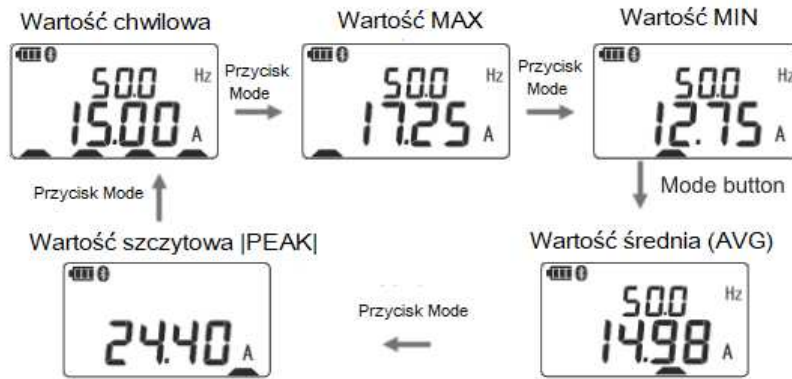 Wartość chwilowa
Wartość MAX
Wartość MIN
50.0 Hz
15.00 A
Przycisk
Mode
50.0 Hz
17.25 A
Przycisk
Mode
50.0 Hz
12.75 A
Przycisk Mode
Mode button
Wartość szczytowa |PEAK|
Wartość średnia (AVG)
24.40 A
Przycisk Mode
50.0 Hz
14.98 A